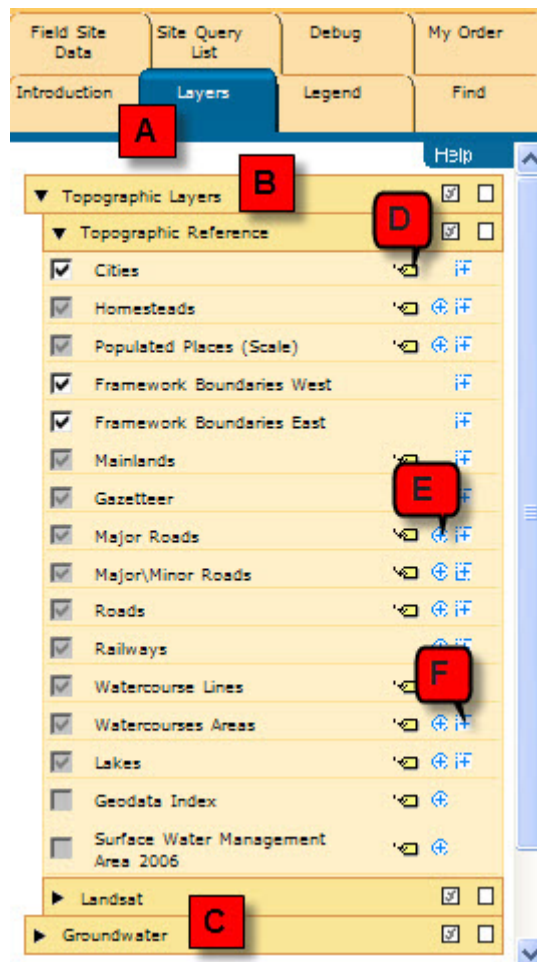 Field Site Data
Site Query List
Debug
My Order
Introduction
Layers
Legend
Find
A
Help
Topographic Layers
B
Topographic Reference
D
Cities
Homesteads
Populated Places (Scale)
Framework Boundaries West
Framework Boundaries East
Mainlands
Gazetteer
E
Major Roads
Major\Minor Roads
Roads
Railways
F
Watercourse Lines
Watercourses Areas
Lakes
Geodata Index
Surface Water Management
Area 2006
Landsat
C
Groundwater